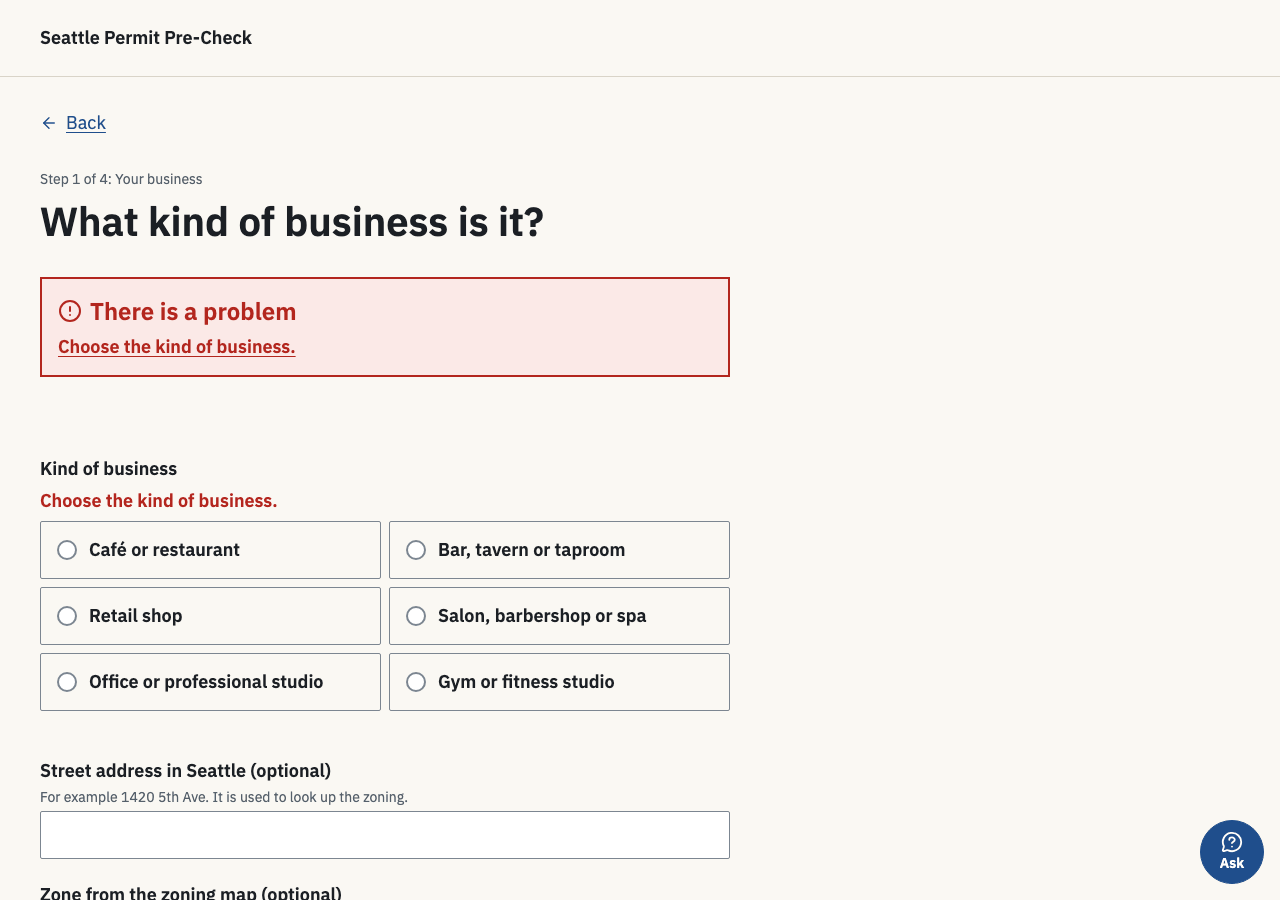 Seattle Permit Pre-Check
Back
Step 1 of 4: Your business
What kind of business is it?
There is a problem
Choose the kind of business.
Kind of business
Choose the kind of business.
Café or restaurant
Bar, tavern or taproom
Retail shop
Salon, barbershop or spa
Office or professional studio
Gym or fitness studio
Street address in Seattle (optional)
For example 1420 5th Ave. It is used to look up the zoning.
Ask
Zone from the zoning map (optional)